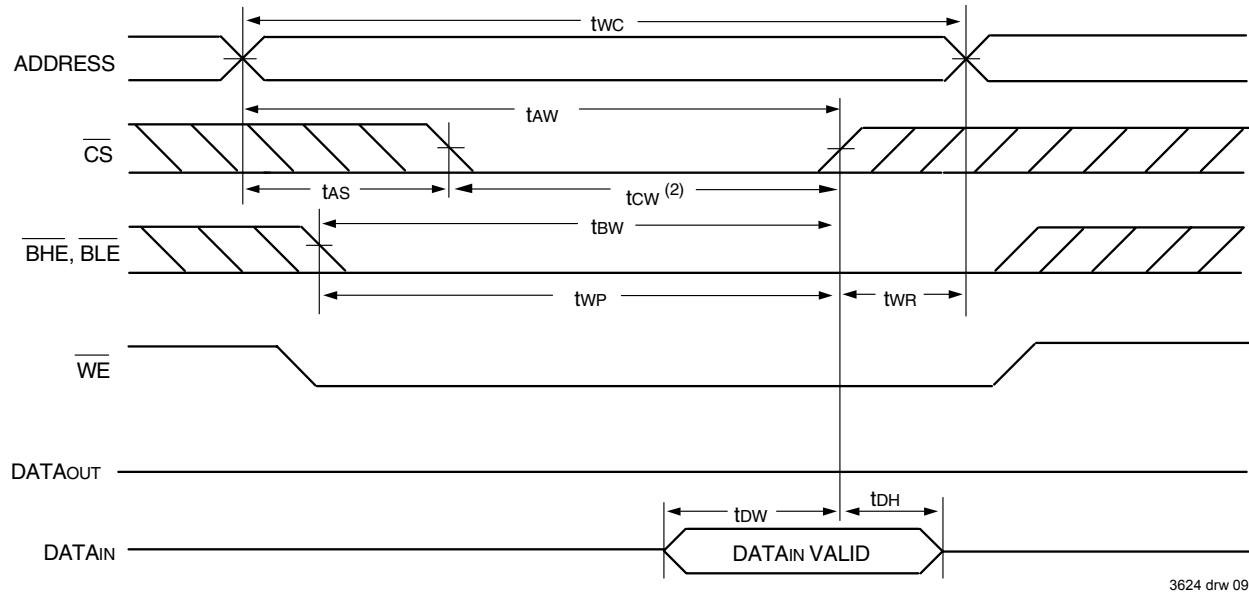 tWC
ADDRESS
tAW
CS
tAS
tCW (2)
tBW
BHE, BLE
tWP
tWR
WE
DATAOUT
tDW
tDH
DATAIN
DATAIN VALID
3624 drw 09